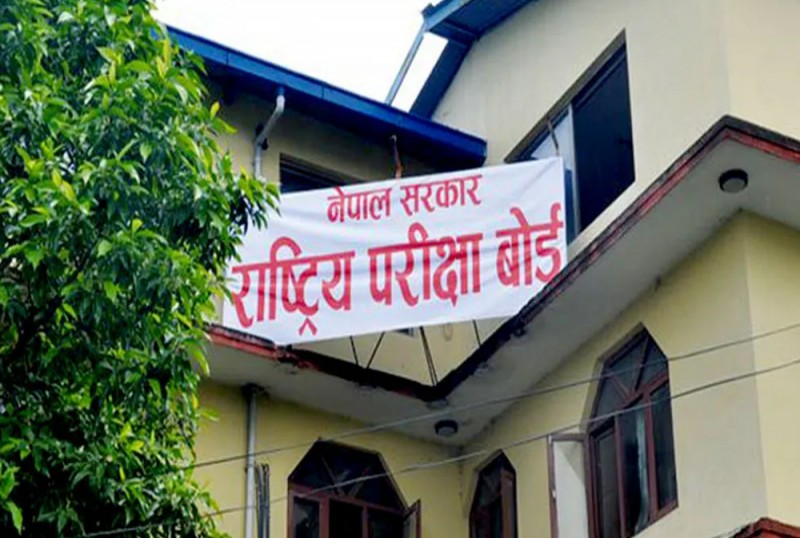 नेपाल सरकार
राष्ट्रिय परीक्षा बोर्ड